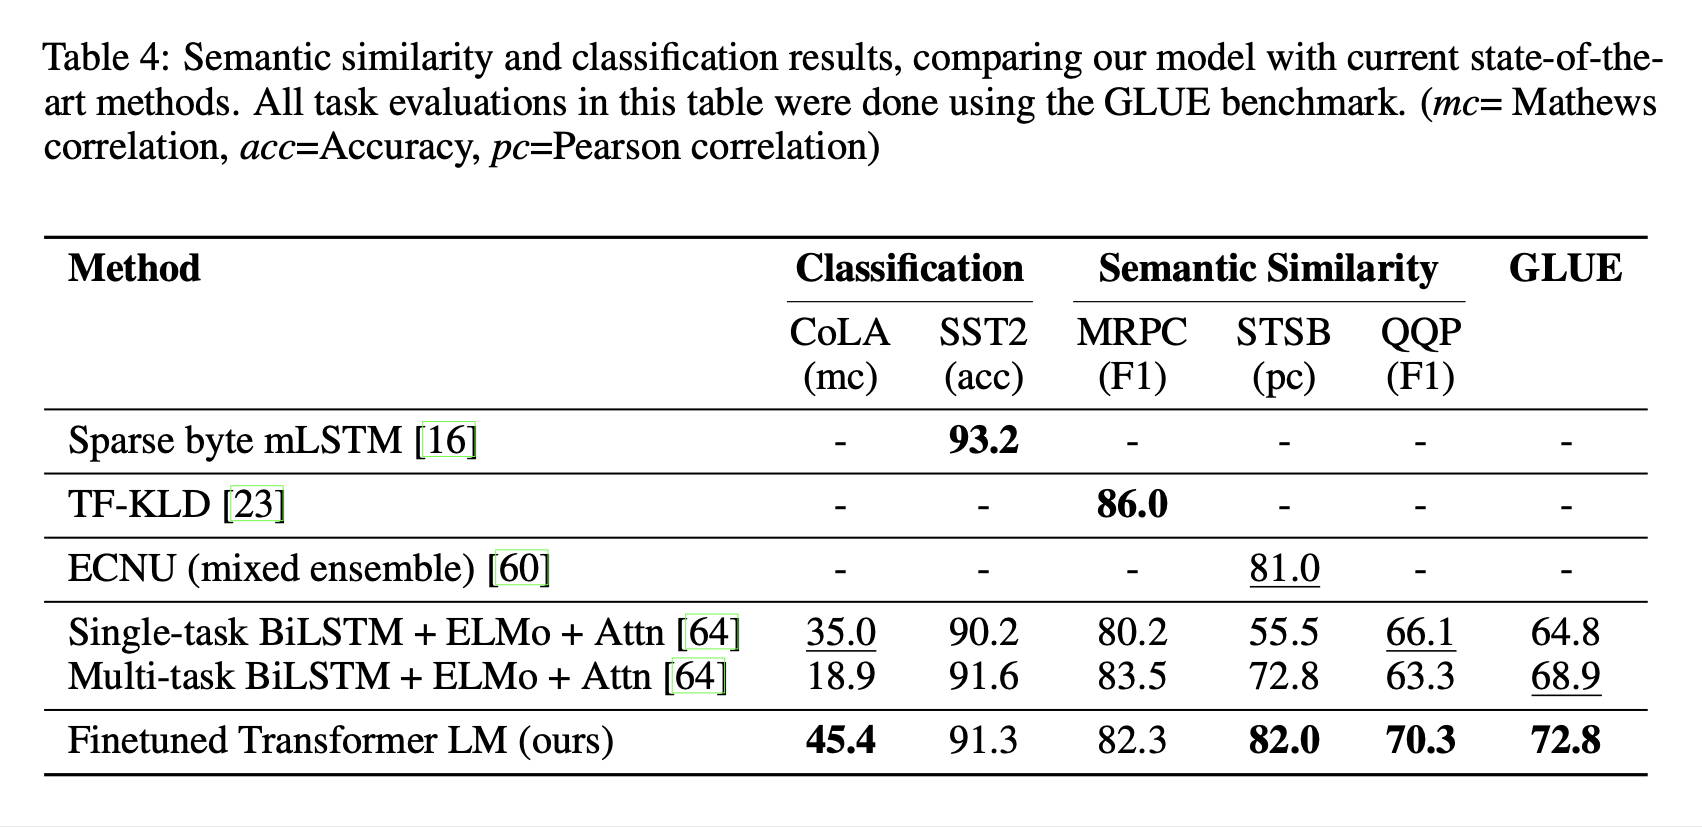 Table 4: Semantic similarity and classification results, comparing our model with current state-of-the-
art methods. All task evaluations in this table were done using the GLUE benchmark. (mc= Mathews
correlation, acc=Accuracy, pc=Pearson correlation)
Method Classification Semantic Similarity GLUE
CoLA SST2 MRPC STSB QQP
(mc) (acc) (F1) (pc) (F1)
Sparse byte mLSTM [16] - 93.2 - - - -
TF-KLD [23] - - 86.0 - - -
ECNU (mixed ensemble) [60] - - - 81.0 - -
Single-task BiLSTM + ELMo + Attn [64] 35.0 90.2 80.2 55.5 66.1 64.8
Multi-task BiLSTM + ELMo + Attn [64] 18.9 91.6 83.5 72.8 63.3 68.9
Finetuned Transformer LM (ours) 45.4 91.3 82.3 82.0 70.3 72.8